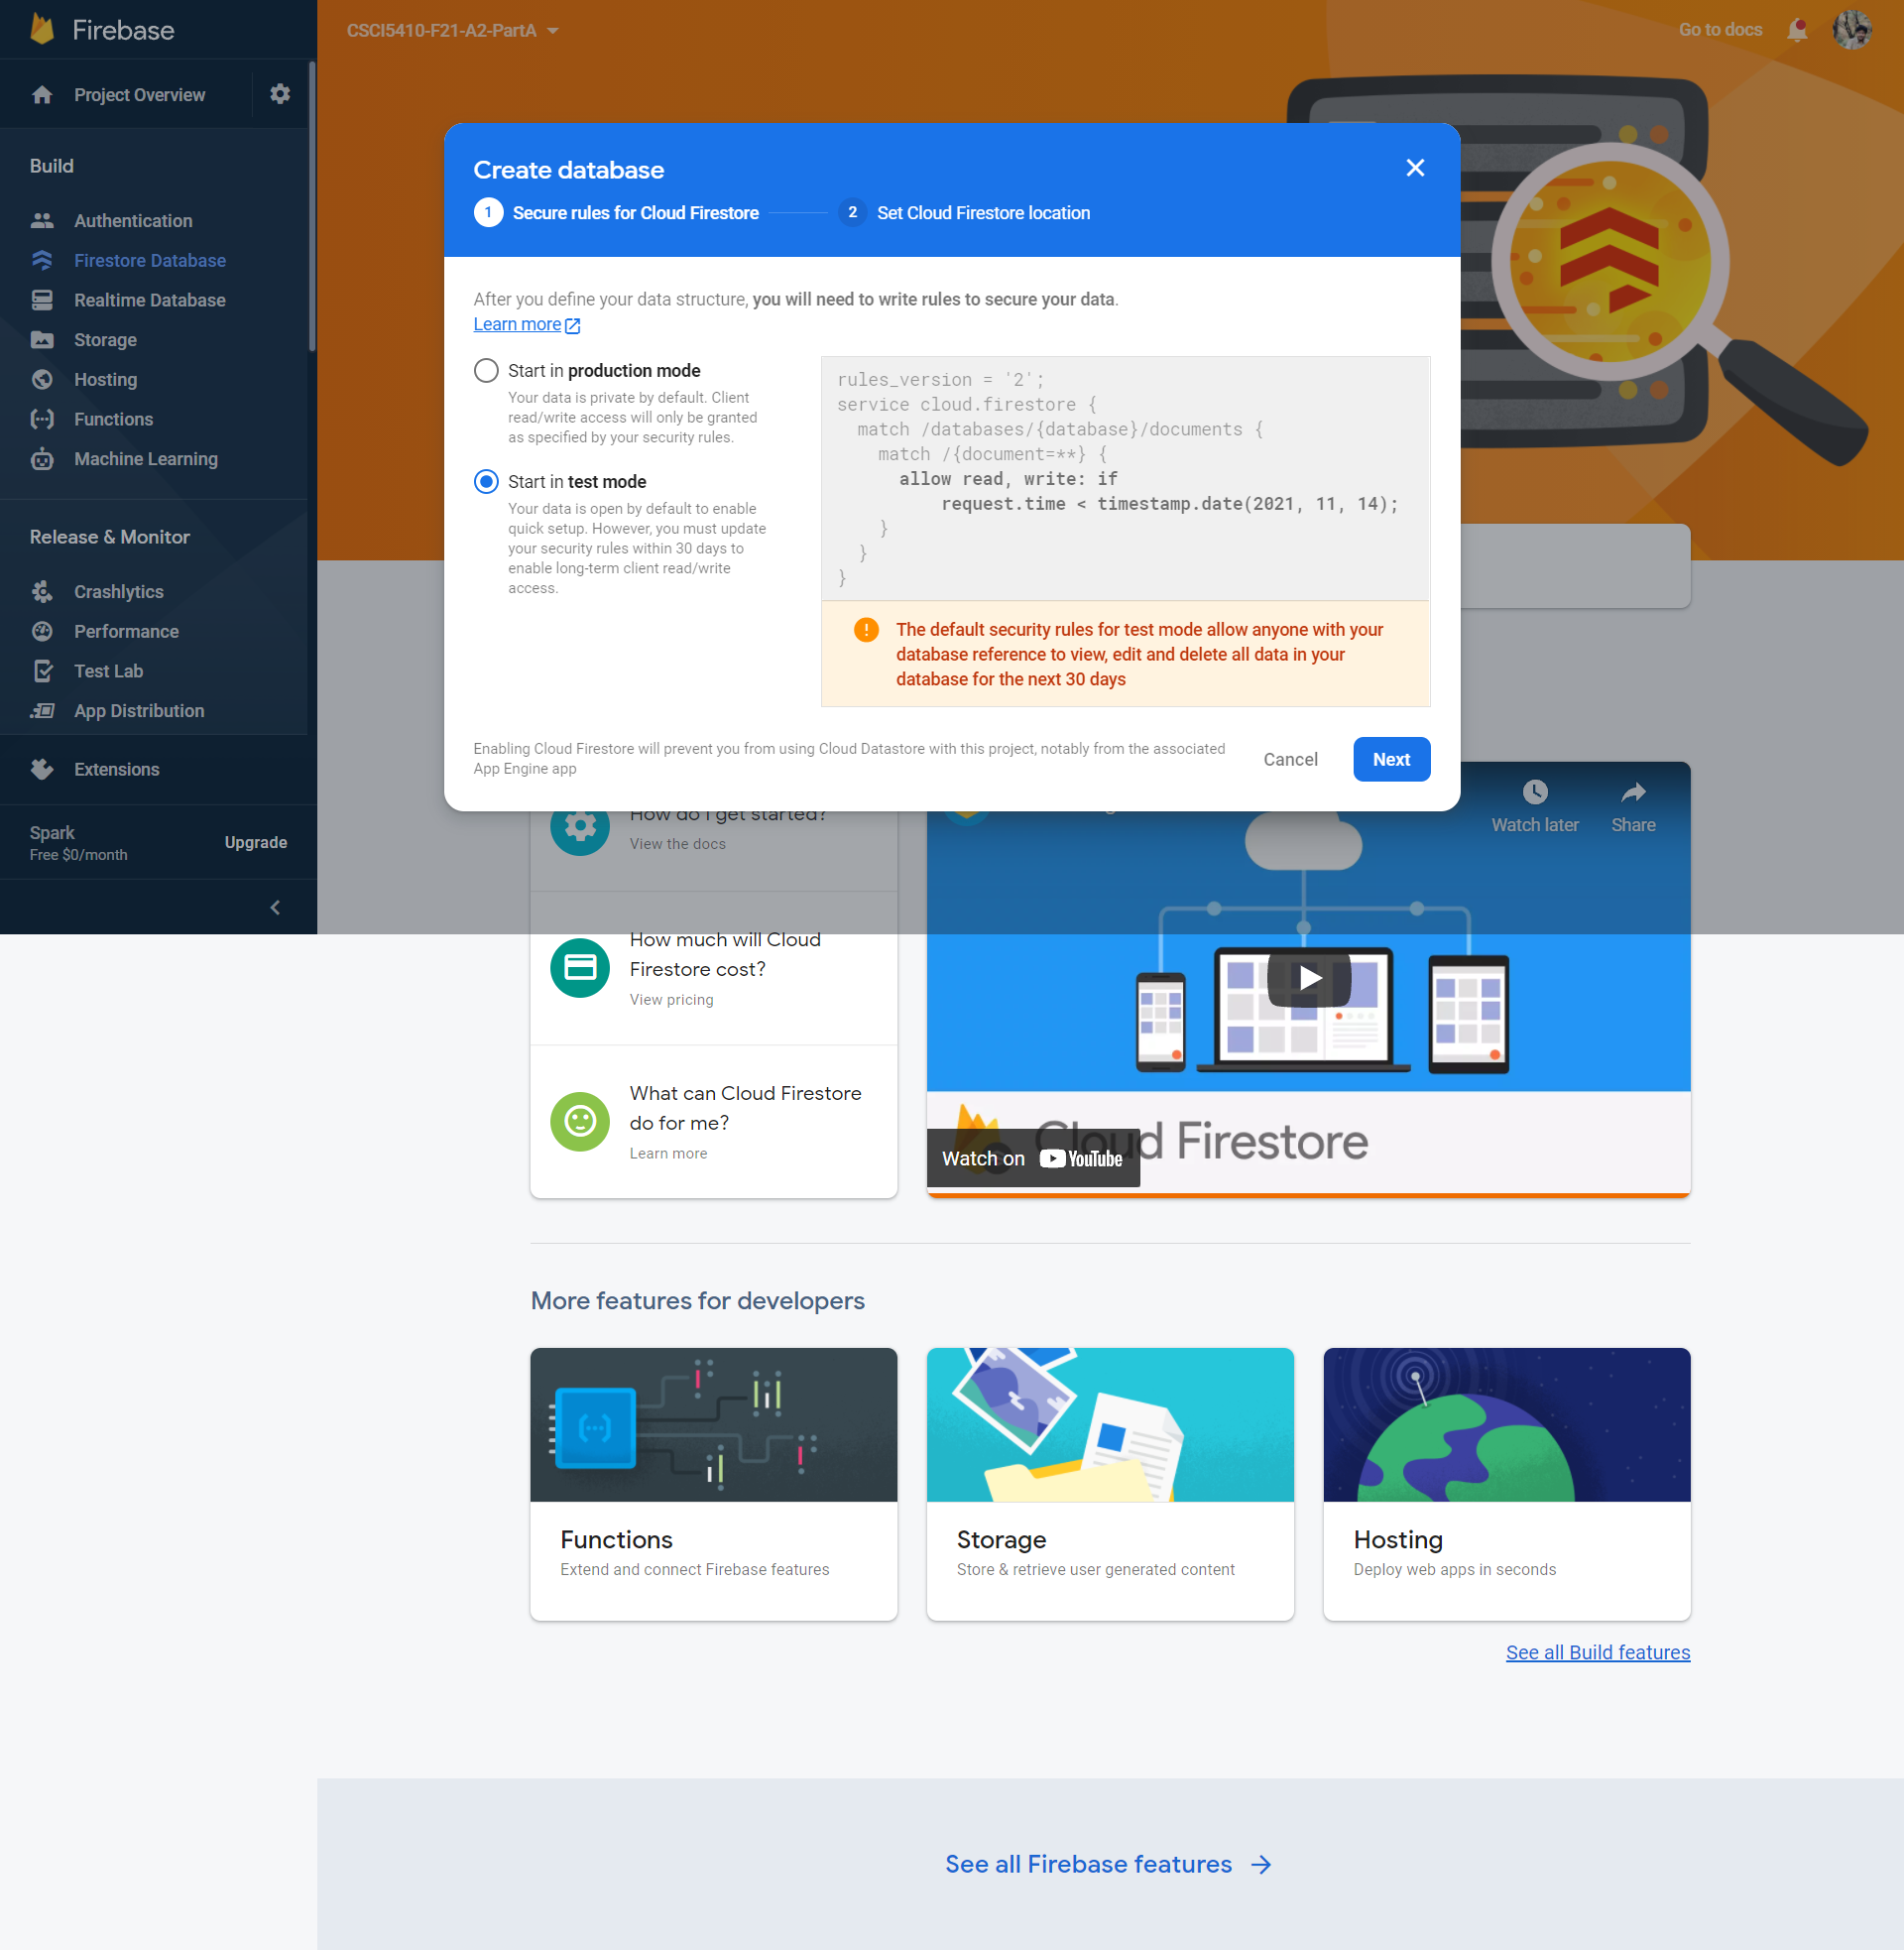 Firebase
CSCI5410-F21-A2-PartA
Go to docs
Project Overview
Build
Authentication
Firestore Database
Realtime Database
Storage
Hosting
Functions
Machine Learning
Release & Monitor
Crashlytics
Performance
Test Lab
App Distribution
Extensions
Spark
Free $0/month
Upgrade
Create database
1 Secure rules for Cloud Firestore
2 Set Cloud Firestore location
After you define your data structure, you will need to write rules to secure your data.
Learn more
Start in production mode
Your data is private by default. Client
read/write access will only be granted
as specified by your security rules.
Start in test mode
Your data is open by default to enable
quick setup. However, you must update
your security rules within 30 days to
enable long-term client read/write
access.
rules_version = '2';
service cloud.firestore {
match /databases/{database}/documents {
match /{document=**} {
allow read, write: if
request.time < timestamp.date(2021, 11, 14);
}
}
}
! The default security rules for test mode allow anyone with your
database reference to view, edit and delete all data in your
database for the next 30 days
Enabling Cloud Firestore will prevent you from using Cloud Datastore with this project, notably from the associated
App Engine app
Cancel
Next
How do I get started?
View the docs
How much will Cloud
Firestore cost?
View pricing
What can Cloud Firestore
do for me?
Learn more
Watch later
Share
Cloud Firestore
Watch on YouTube
More features for developers
Functions
Extend and connect Firebase features
Storage
Store & retrieve user generated content
Hosting
Deploy web apps in seconds
See all Build features
See all Firebase features